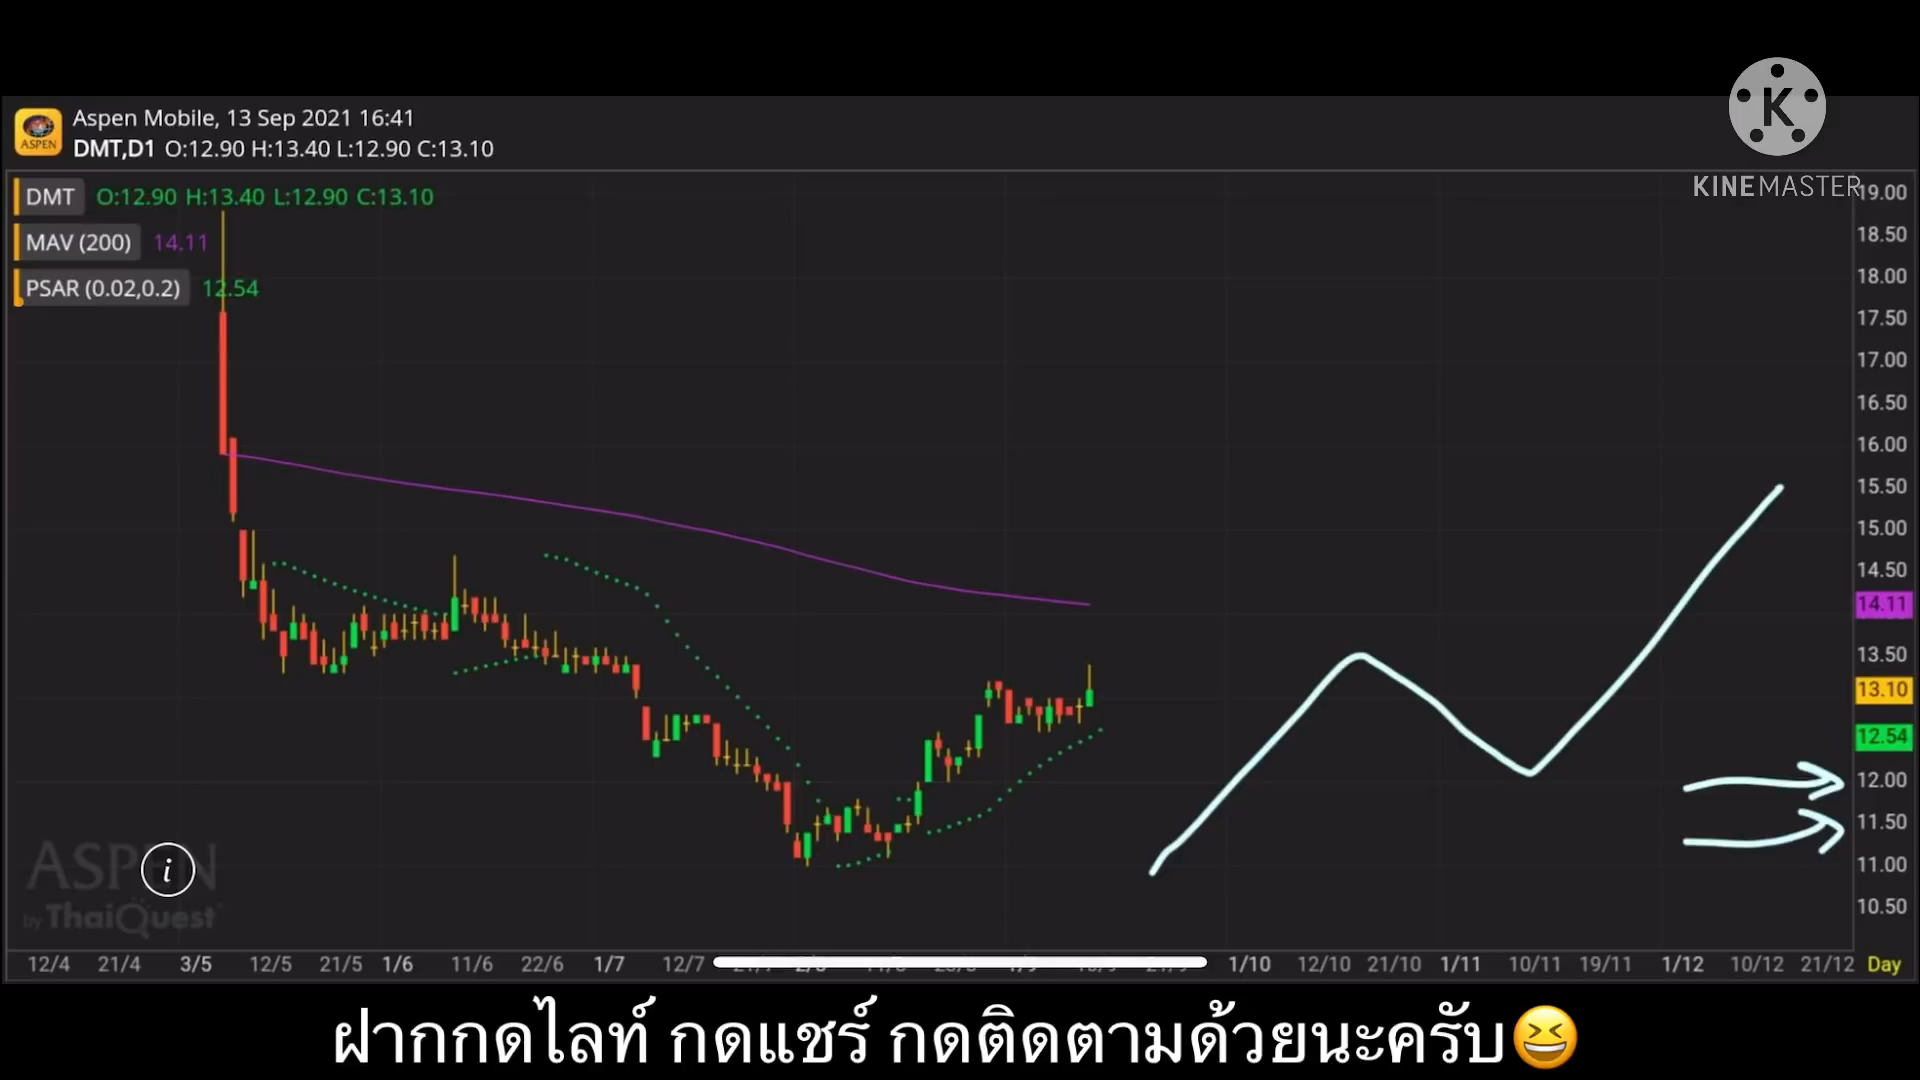 Aspen Mobile, 13 Sep 2021 16:41
DMT,D1 O:12.90 H:13.40 L:12.90 C:13.10
ASPEN
KINEMASTER
DMT O:12.90 H:13.40 L:12.90 C:13.10
MAV (200) 14.11
PSAR (0.02,0.2) 12.54
19.00
18.50
18.00
17.50
17.00
16.50
16.00
15.50
15.00
14.50
14.11
13.50
13.10
12.54
12.00
11.50
11.00
10.50
ASPEN
by ThaiQuest
i
12/4 21/4 3/5 12/5 21/5 1/6 11/6 22/6 1/7 12/7 1/10 12/10 21/10 1/11 10/11 19/11 1/12 10/12 21/12 Day
ฝากกดไลท์ กดแชร์ กดติดตามด้วยนะครับ😆